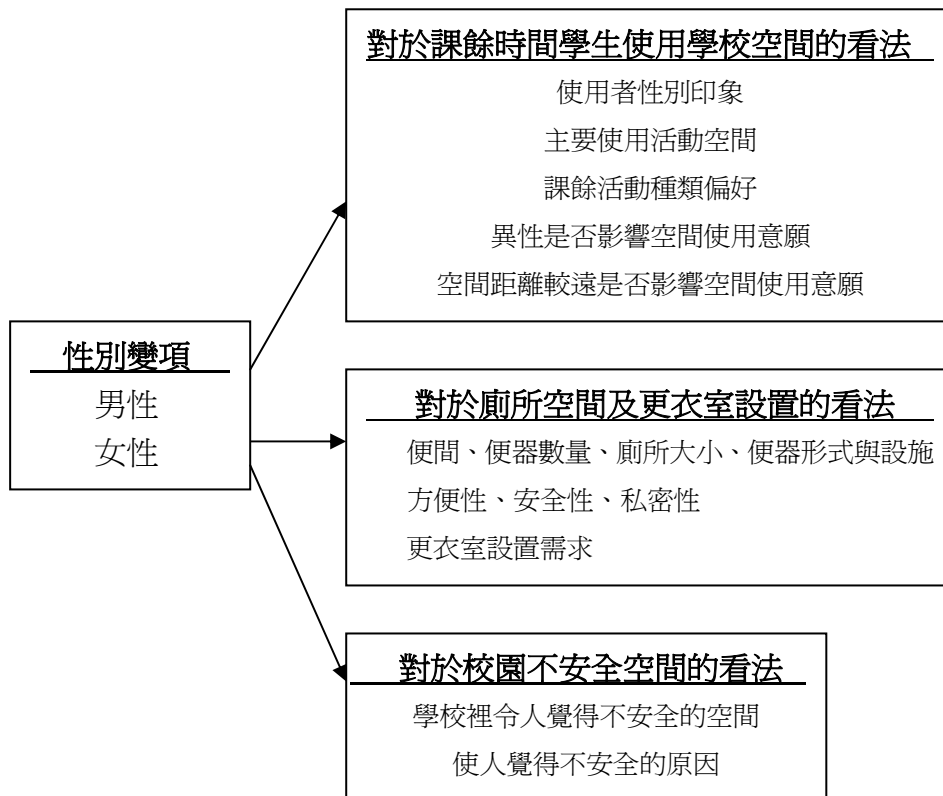 對於課餘時間學生使用學校空間的看法
使用者性別印象
主要使用活動空間
課餘活動種類偏好
異性是否影響空間使用意願
空間距離較遠是否影響空間使用意願
性別變項
男性
女性
對於廁所空間及更衣室設置的看法
便間、便器數量、廁所大小、便器形式與設施
方便性、安全性、私密性
更衣室設置需求
對於校園不安全空間的看法
學校裡令人覺得不安全的空間
使人覺得不安全的原因